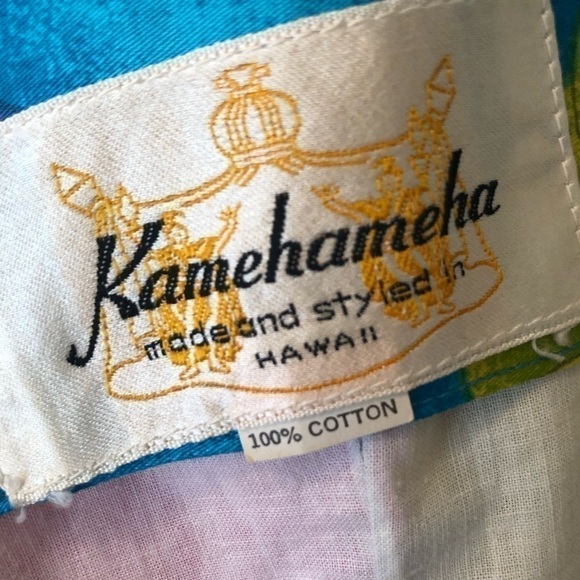 Kamehameha
made and styled in
HAWAII
100% COTTON